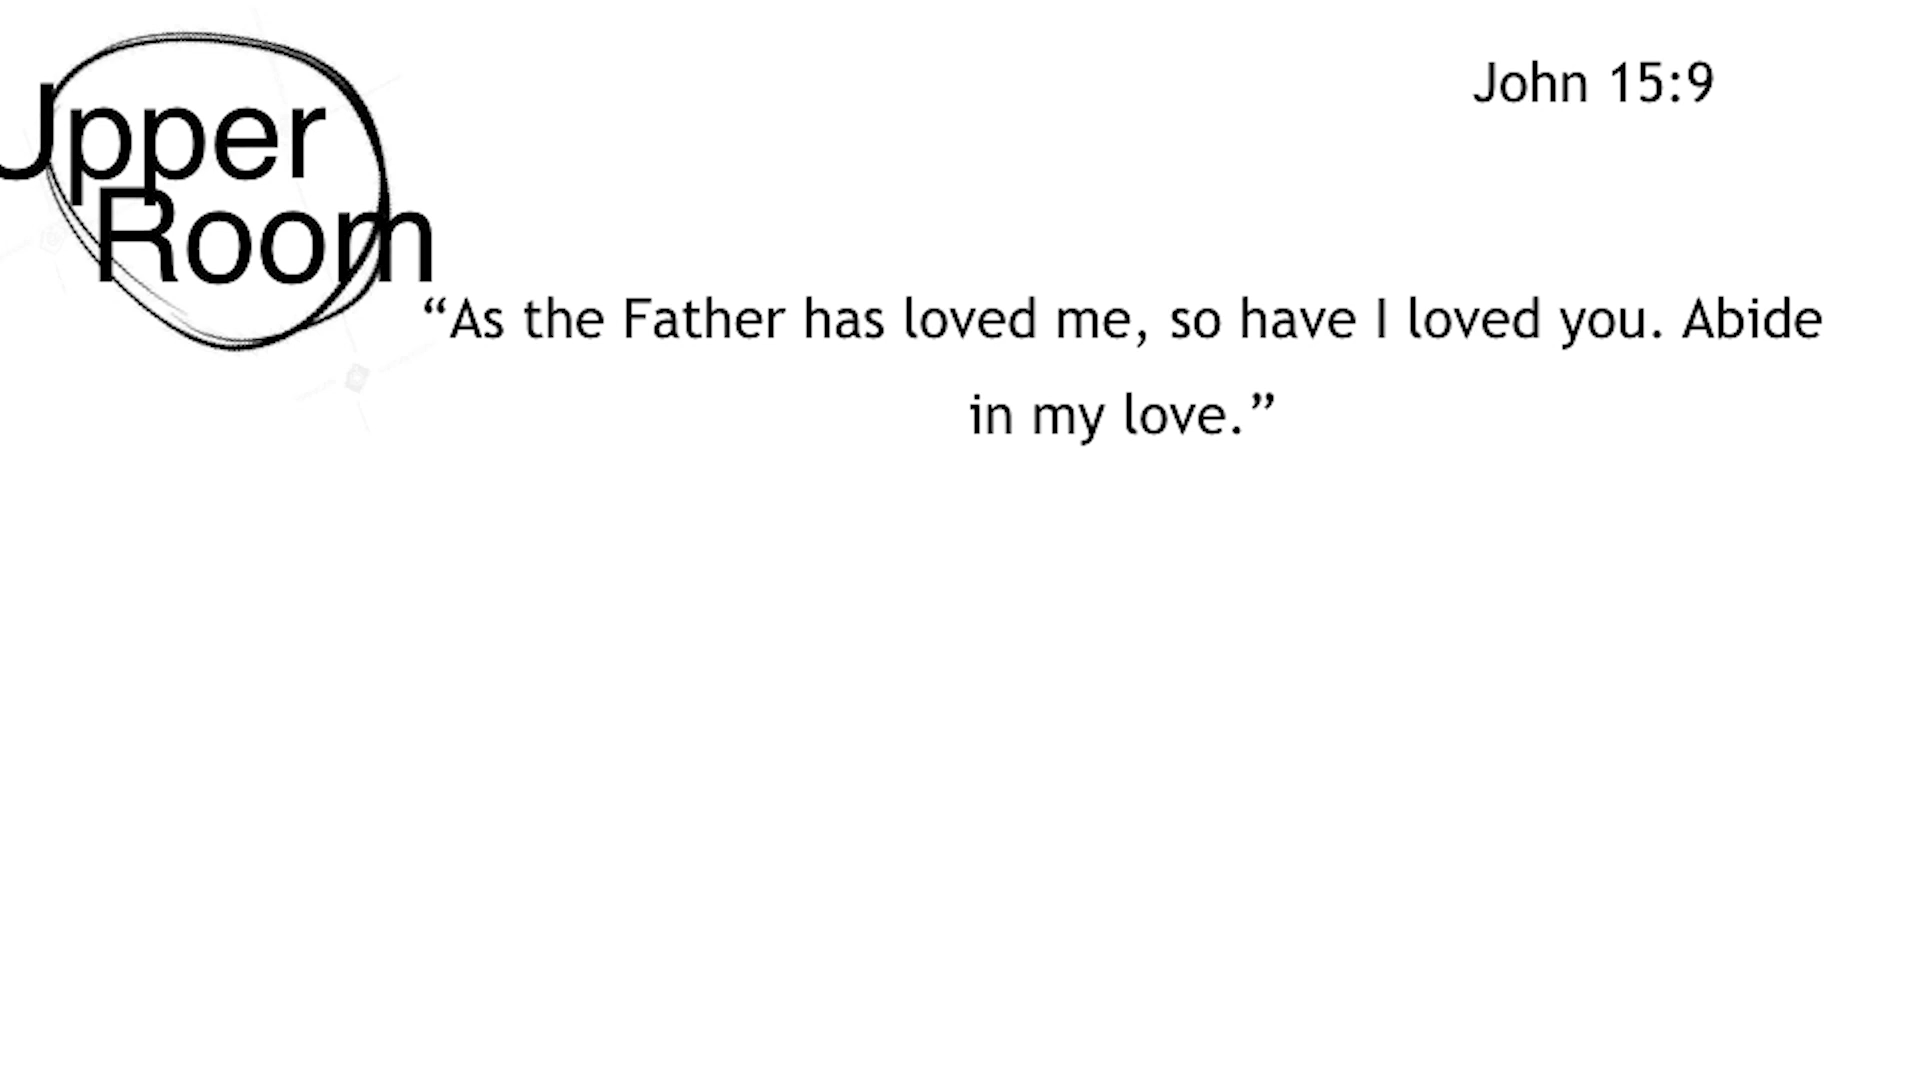 Upper
Room
John 15:9
“As the Father has loved me, so have I loved you. Abide
in my love.”